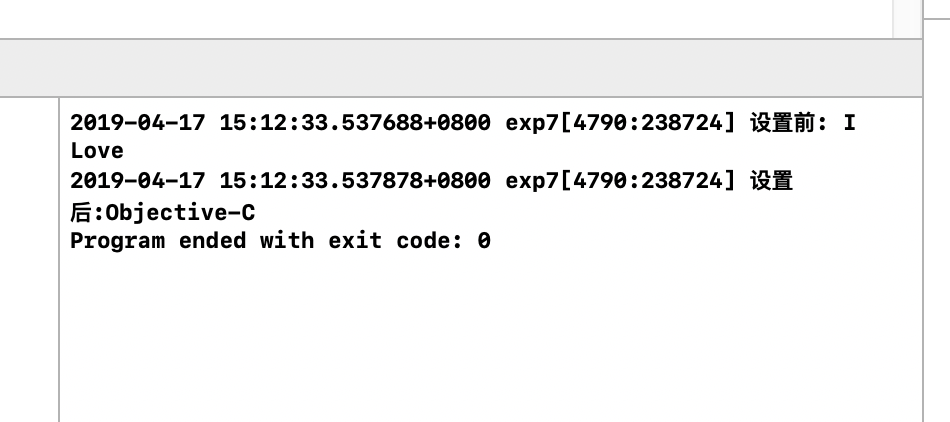 2019-04-17 15:12:33.537688+0800 exp7[4790:238724] 设置前: I
Love
2019-04-17 15:12:33.537878+0800 exp7[4790:238724] 设置
后:Objective-C
Program ended with exit code: 0